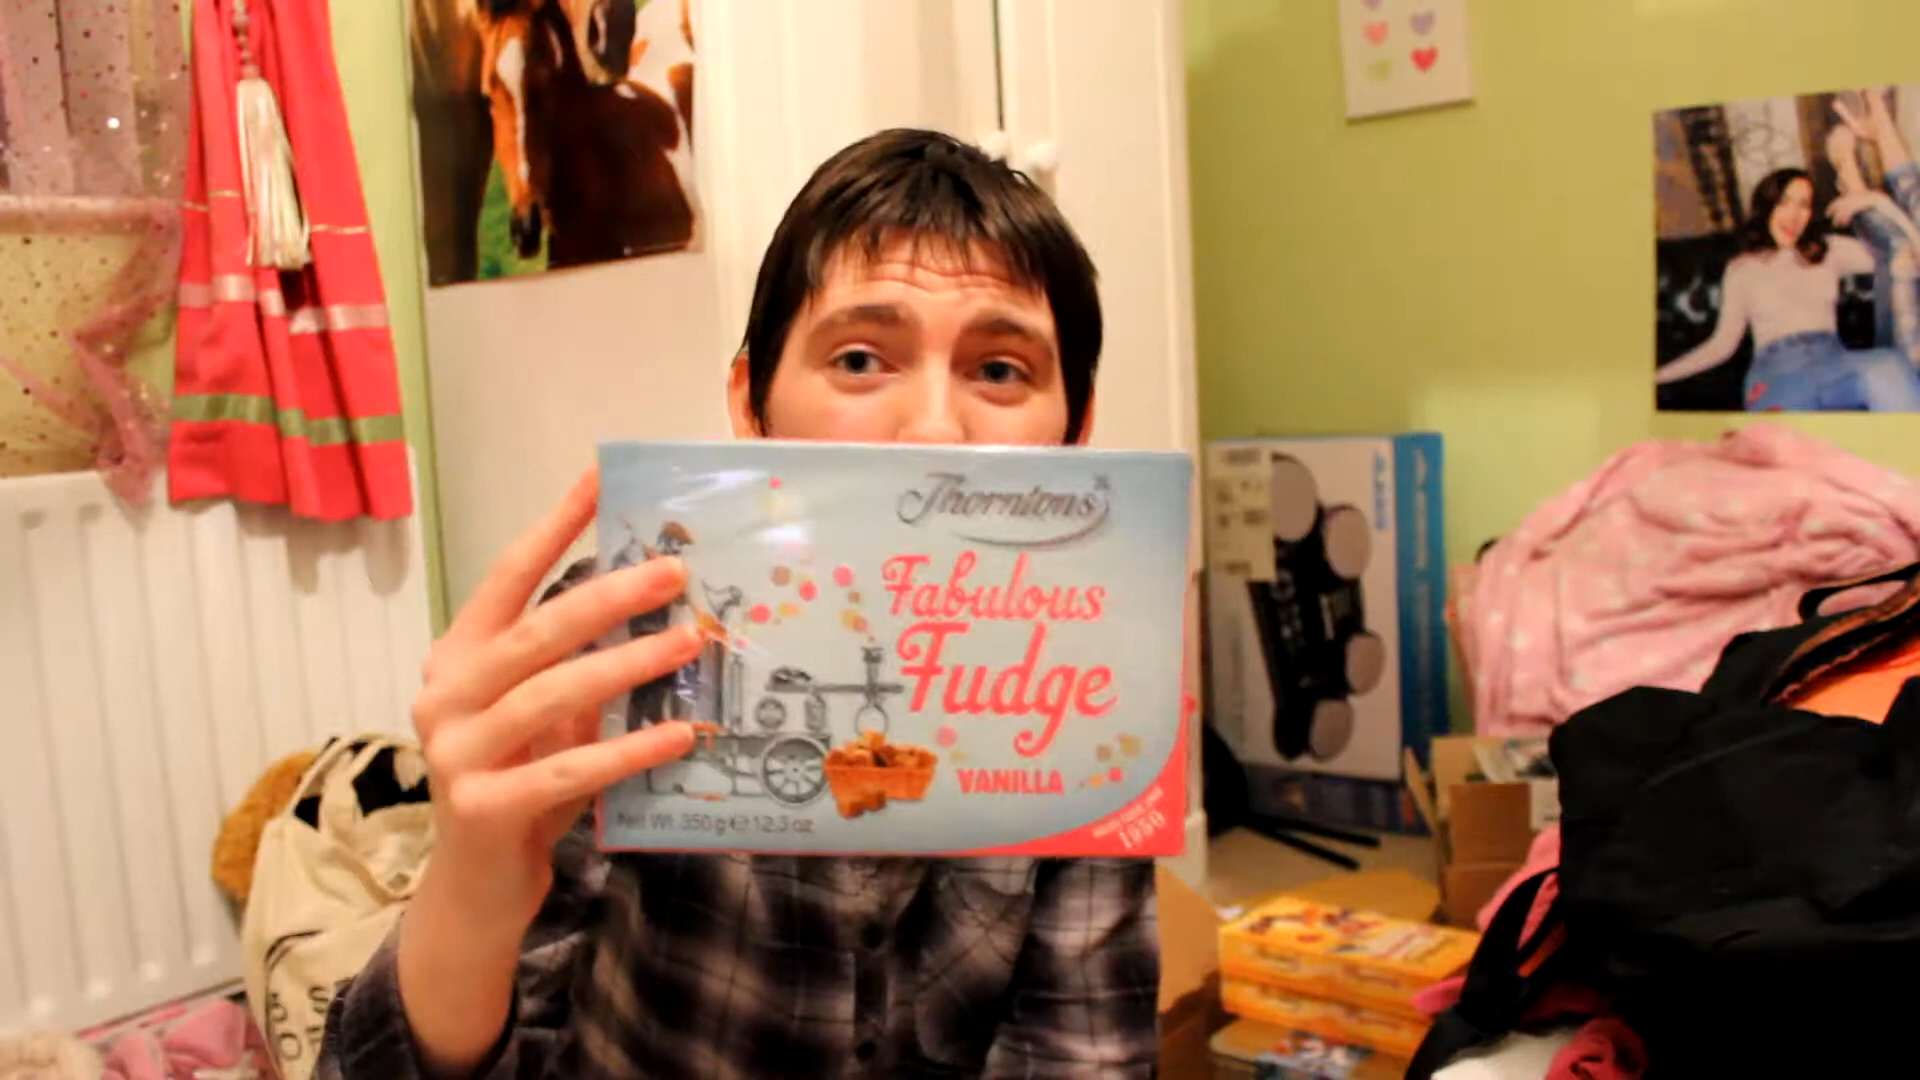 Thorntons
Fabulous
Fudge
VANILLA
Net Wt 350g e 12.3 oz
1950